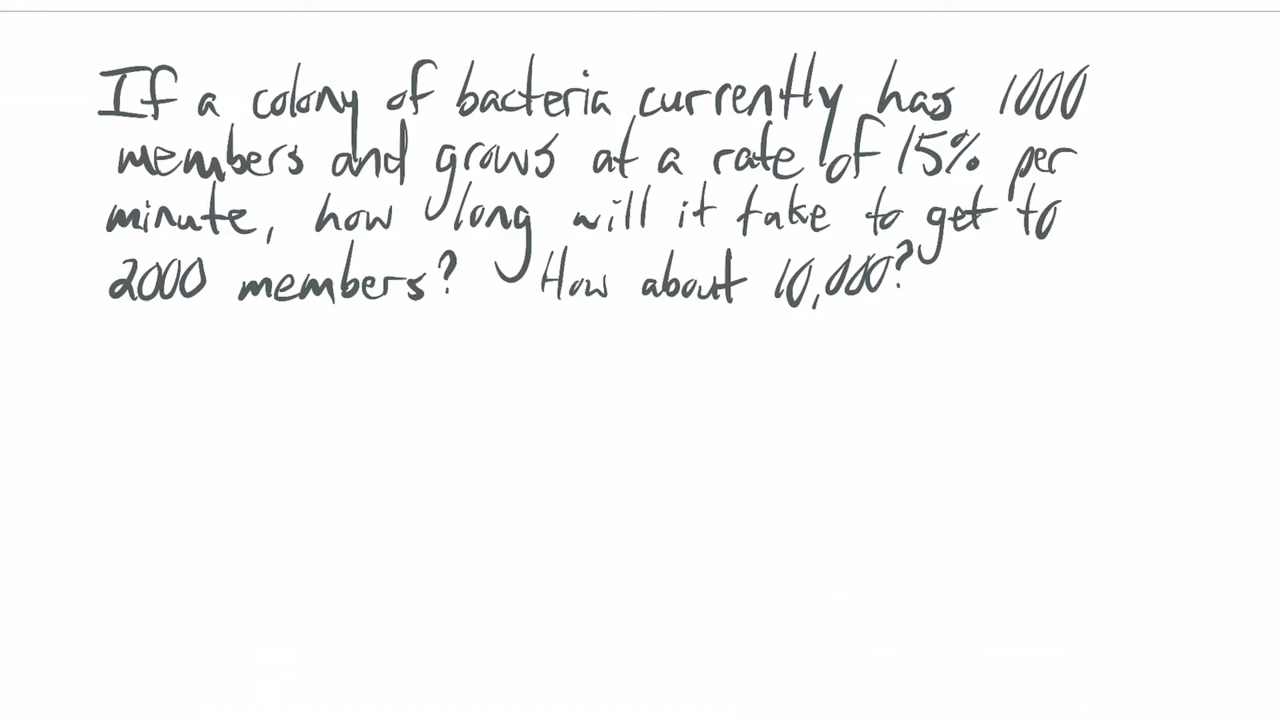 If a colony of bacteria currently has 1000
members and grows at a rate of 15% per
minute, how long will it take to get to
2000 members? How about 10,000?